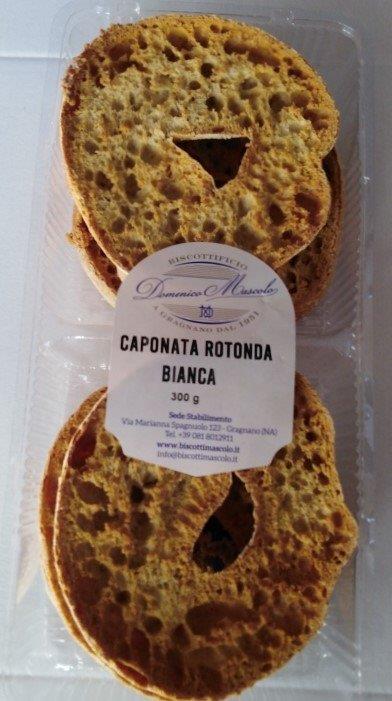 BISCOTTIFICIO
Domenico Mascolo
A GRAGNANO DAL 1951
CAPONATA ROTONDA
BIANCA
300 g
Sede Stabilimento
Via Marianna Spagnuolo 123 - Gragnano (NA)
Tel. +39 081 8012911
www.biscottimascolo.it
info@biscottimascolo.it